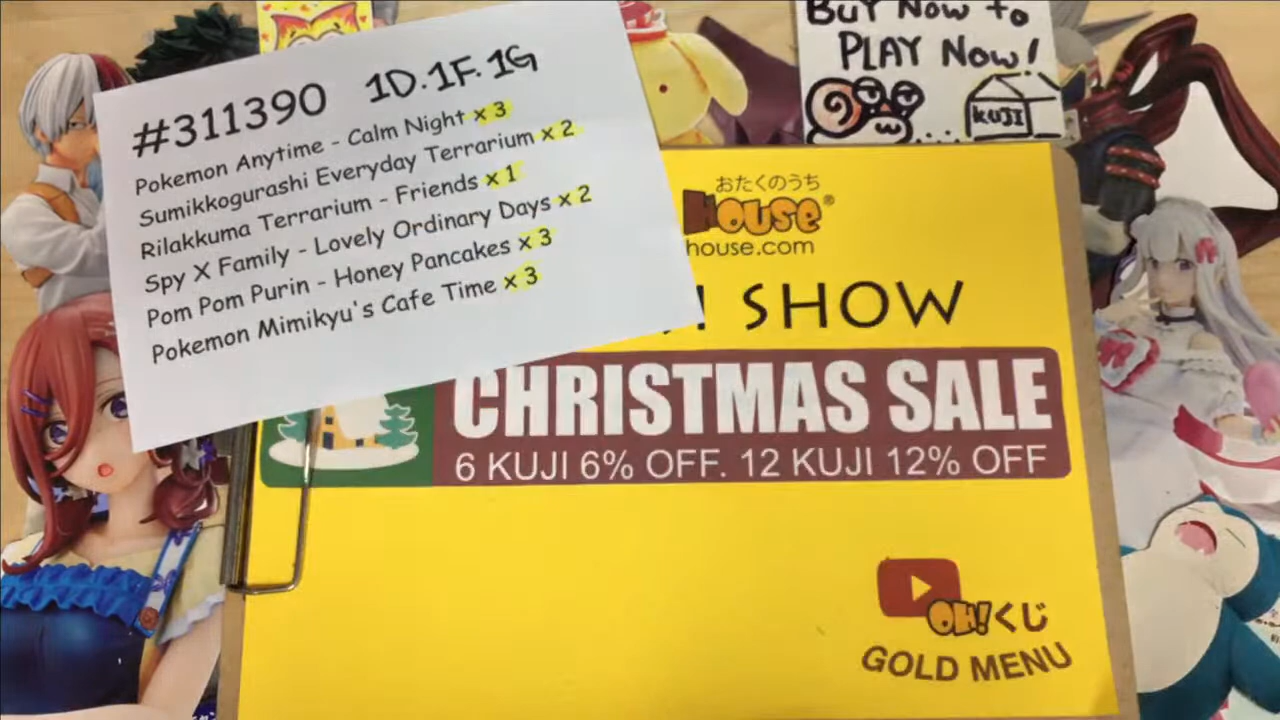 #311390 1D.1F.1G
Pokemon Anytime - Calm Night x 3
Sumikkogurashi Everyday Terrarium x 2
Rilakkuma Terrarium - Friends x 1
Spy X Family - Lovely Ordinary Days x 2
Pom Pom Purin - Honey Pancakes x 3
Pokemon Mimikyu's Cafe Time x 3
BUY NOW to
PLAY NOW!
KUJI
おたくのうち
HOUSE®
house.com
SHOW
CHRISTMAS SALE
6 KUJI 6% OFF. 12 KUJI 12% OFF
OH!くじ
GOLD MENU